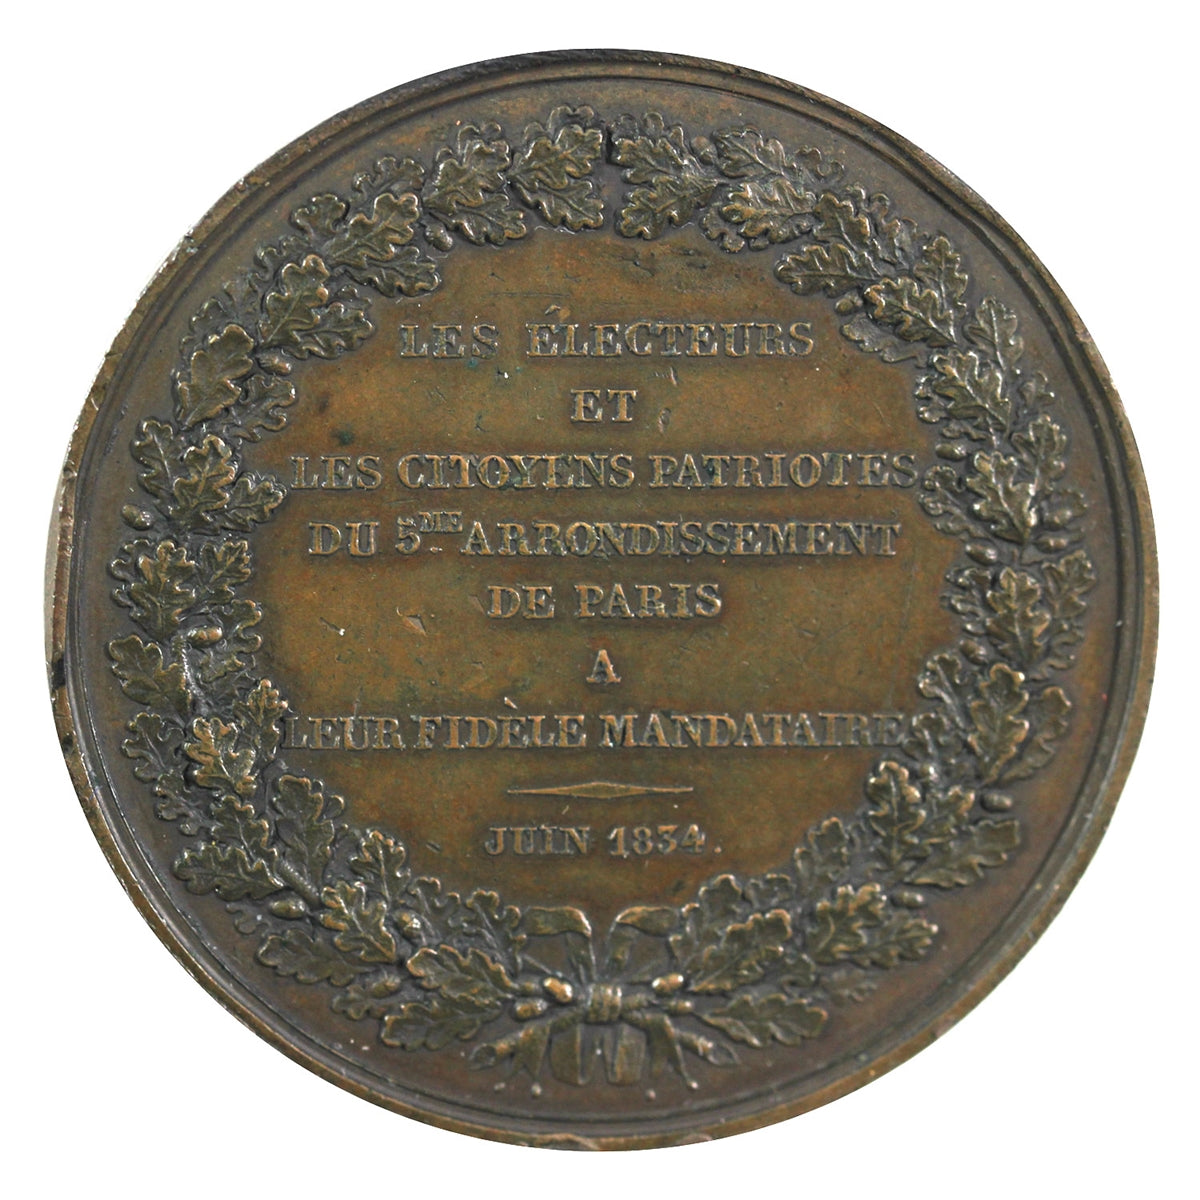 LES ÉLECTEURS
ET
LES CITOYENS PATRIOTES
DU 5ME ARRONDISSEMENT
DE PARIS
A
LEUR FIDÈLE MANDATAIRE.
JUIN 1834.